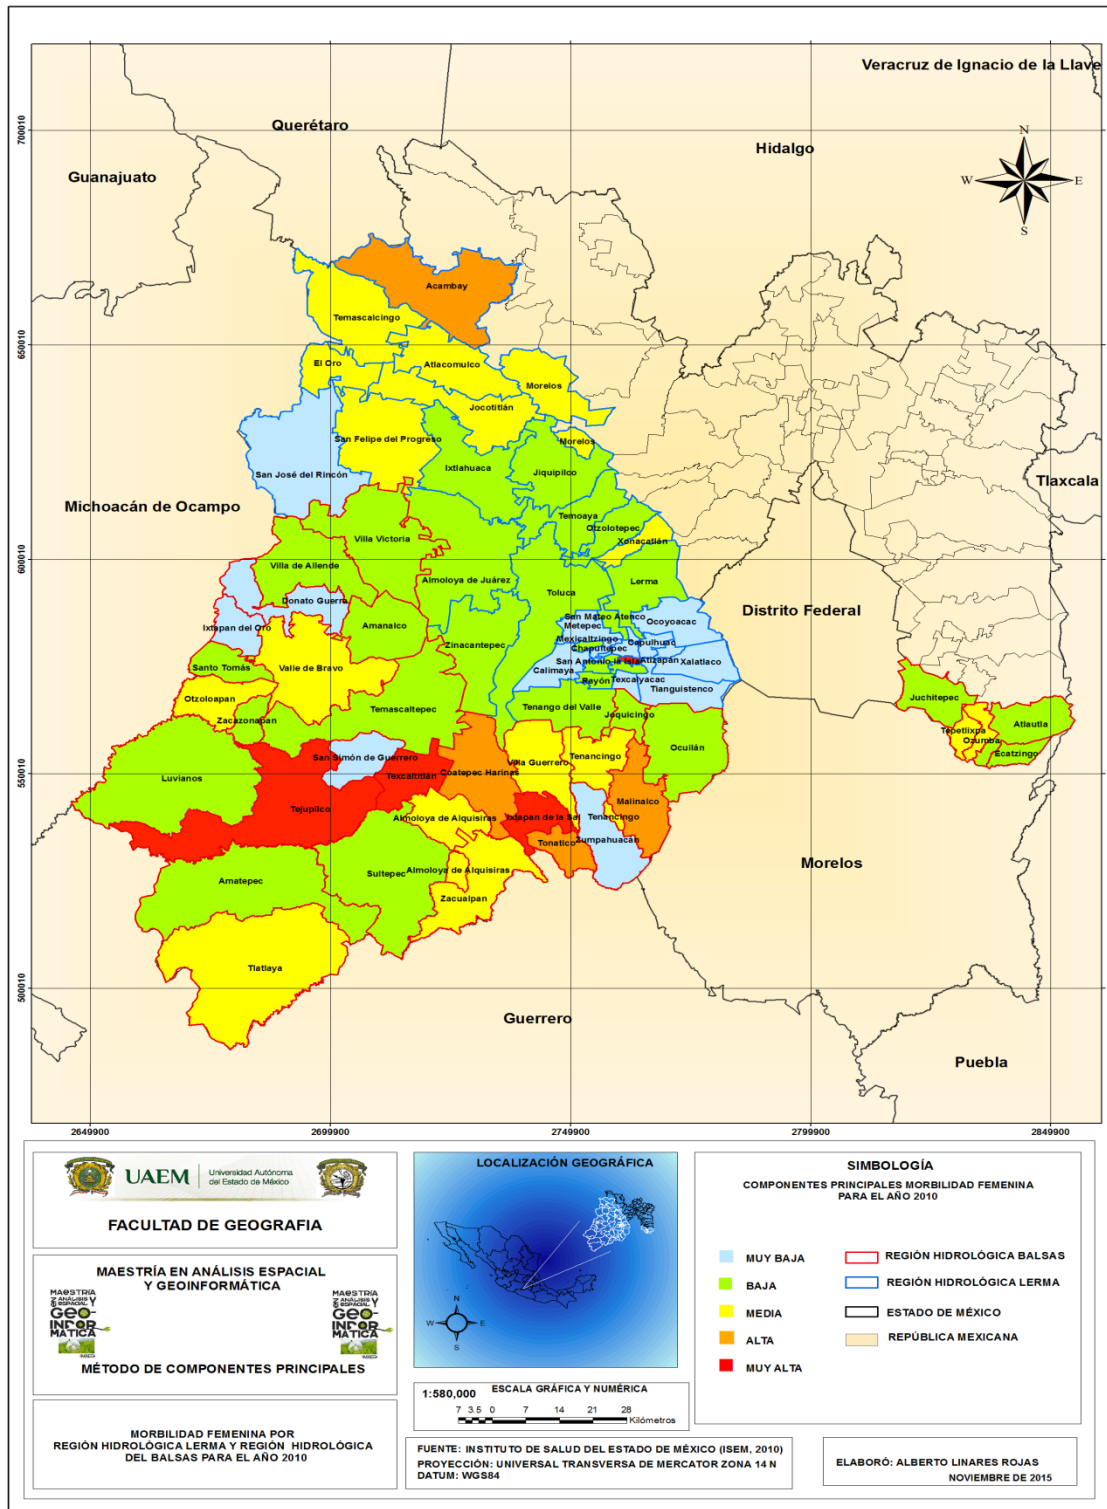 Veracruz de Ignacio de la Llave
Querétaro
Hidalgo
Guanajuato
N
W
E
S
700010
650010
600010
550010
500010
Acambay
Temascalcingo
El Oro
Atlacomulco
Morelos
Jocotitlán
San Felipe del Progreso
Morelos
San José del Rincón
Ixtlahuaca
Jiquipilco
Tlaxcala
Michoacán de Ocampo
Temoaya
Otzolotepec
Villa Victoria
Xonacatlán
Villa de Allende
Almoloya de Juárez
Lerma
Toluca
Donato Guerra
Distrito Federal
San Mateo Atenco
Metepec
Ocoyoacac
Ixtapan del Oro
Amanalco
Mexicaltzingo
Capulhuac
Zinacantepec
Chapultepec
San Antonio la Isla
Atizapán
Xalatlaco
Santo Tomás
Valle de Bravo
Calimaya
Rayón
Texcalyacac
Tianguistenco
Otzoloapan
Juchitepec
Zacazonapan
Temascaltepec
Tenango del Valle
Joquicingo
Atlautla
Tepetlixpa
Ozumba
Ecatzingo
San Simón de Guerrero
Ocuilán
Tenancingo
Villa Guerrero
Luvianos
Texcaltitlán
Coatepec Harinas
Tejupilco
Malinalco
Almoloya de Alquisiras
Ixtapan de la Sal
Tenancingo
Tonatico
Zumpahuacán
Morelos
Amatepec
Sultepec
Almoloya de Alquisiras
Zacualpan
Tlatlaya
Guerrero
Puebla
2649900
2699900
2749900
2799900
2849900
UAEM
Universidad Autónoma
del Estado de México
FACULTAD DE GEOGRAFIA
MAESTRÍA EN ANÁLISIS ESPACIAL
Y GEOINFORMÁTICA
MÉTODO DE COMPONENTES PRINCIPALES
MORBILIDAD FEMENINA POR
REGIÓN HIDROLÓGICA LERMA Y REGIÓN HIDROLÓGICA
DEL BALSAS PARA EL AÑO 2010
LOCALIZACIÓN GEOGRÁFICA
N
W
E
S
1:580,000
ESCALA GRÁFICA Y NUMÉRICA
7 3.5 0 7 14 21 28
Kilómetros
FUENTE: INSTITUTO DE SALUD DEL ESTADO DE MÉXICO (ISEM, 2010)
PROYECCIÓN: UNIVERSAL TRANSVERSA DE MERCATOR ZONA 14 N
DATUM: WGS84
SIMBOLOGÍA
COMPONENTES PRINCIPALES MORBILIDAD FEMENINA
PARA EL AÑO 2010
MUY BAJA
BAJA
MEDIA
ALTA
MUY ALTA
REGIÓN HIDROLÓGICA BALSAS
REGIÓN HIDROLÓGICA LERMA
ESTADO DE MÉXICO
REPÚBLICA MEXICANA
ELABORÓ: ALBERTO LINARES ROJAS
NOVIEMBRE DE 2015